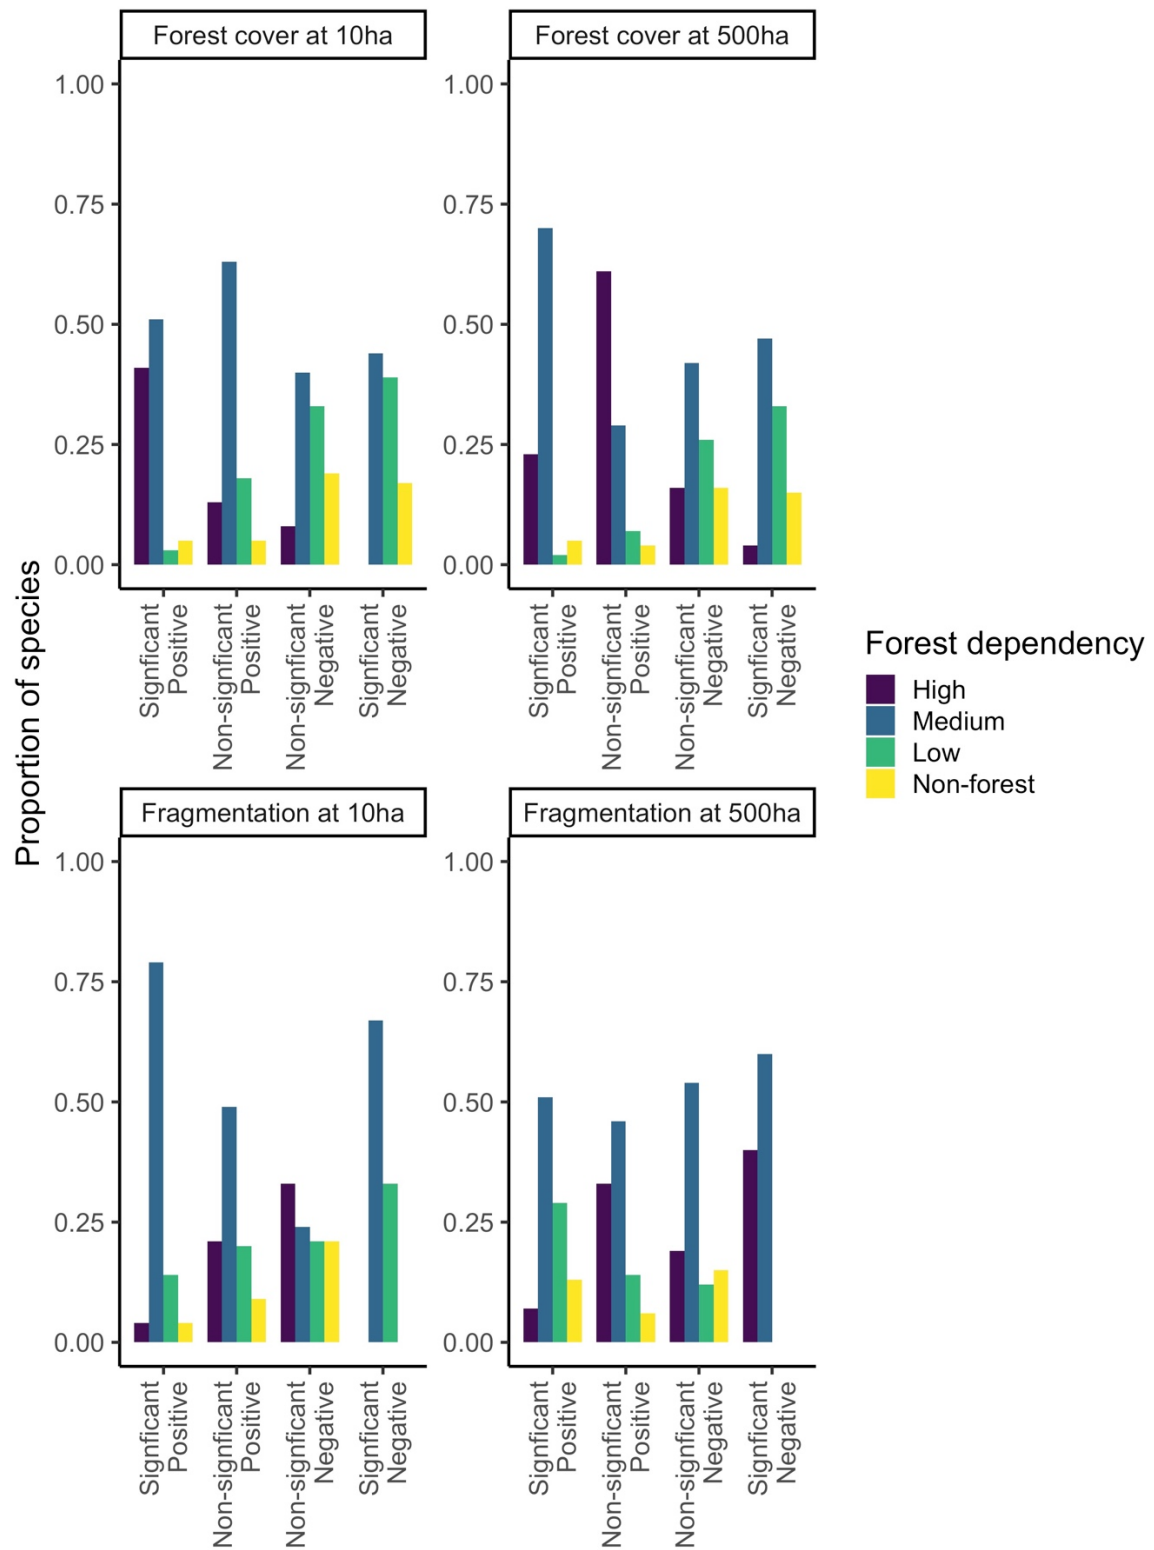 Forest cover at 10ha
Forest cover at 500ha
1.00
0.75
0.50
0.25
0.00
1.00
0.75
0.50
0.25
0.00
Signficant
Positive
Non-signficant
Positive
Non-signficant
Negative
Signficant
Negative
Signficant
Positive
Non-signficant
Positive
Non-signficant
Negative
Signficant
Negative
Proportion of species
Forest dependency
High
Medium
Low
Non-forest
Fragmentation at 10ha
Fragmentation at 500ha
1.00
0.75
0.50
0.25
0.00
1.00
0.75
0.50
0.25
0.00
Signficant
Positive
Non-signficant
Positive
Non-signficant
Negative
Signficant
Negative
Signficant
Positive
Non-signficant
Positive
Non-signficant
Negative
Signficant
Negative